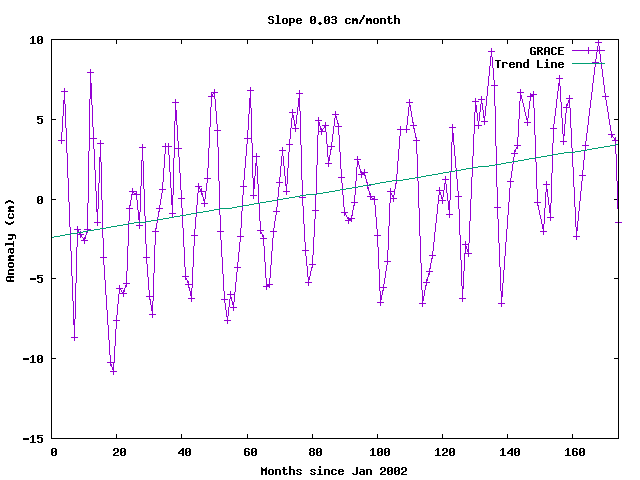 Slope 0.03 cm/month
GRACE
Trend Line
10
5
0
-5
-10
-15
Anomaly (cm)
0 20 40 60 80 100 120 140 160
Months since Jan 2002